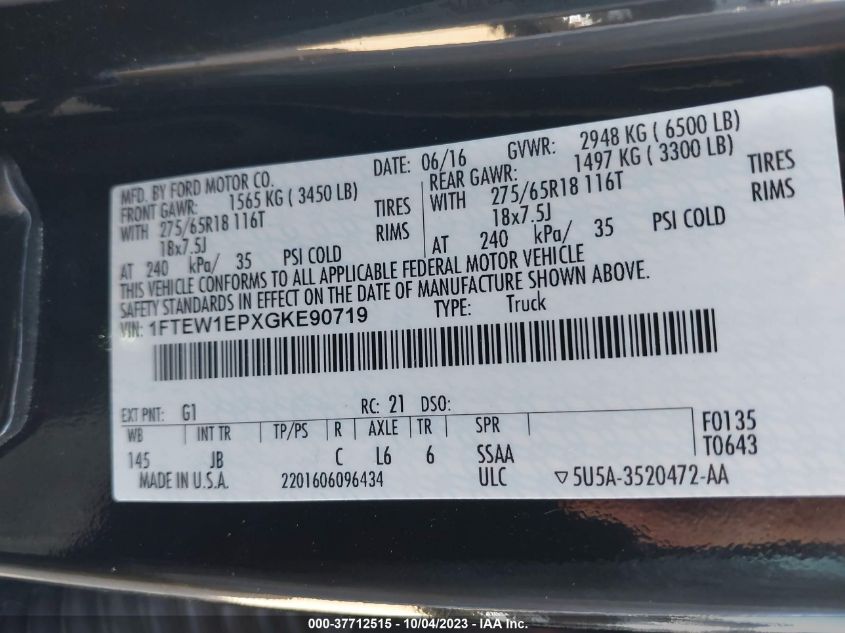 MFD. BY FORD MOTOR CO. DATE: 06/16 GVWR: 2948 KG ( 6500 LB)
FRONT GAWR: 1565 KG ( 3450 LB) REAR GAWR: 1497 KG ( 3300 LB)
WITH 275/65R18 116T TIRES WITH 275/65R18 116T TIRES
18x7.5J RIMS 18x7.5J RIMS
AT 240 kPa/ 35 PSI COLD AT 240 kPa/ 35 PSI COLD
THIS VEHICLE CONFORMS TO ALL APPLICABLE FEDERAL MOTOR VEHICLE
SAFETY STANDARDS IN EFFECT ON THE DATE OF MANUFACTURE SHOWN ABOVE.
VIN: 1FTEW1EPXGKE90719 TYPE: Truck
EXT PNT: G1 RC: 21 DSO:
WB INT TR TP/PS R AXLE TR SPR F0135
145 JB C L6 6 SSAA T0643
MADE IN U.S.A. 2201606096434 ULC ▽5U5A-3520472-AA
000-37712515 - 10/04/2023 - IAA Inc.